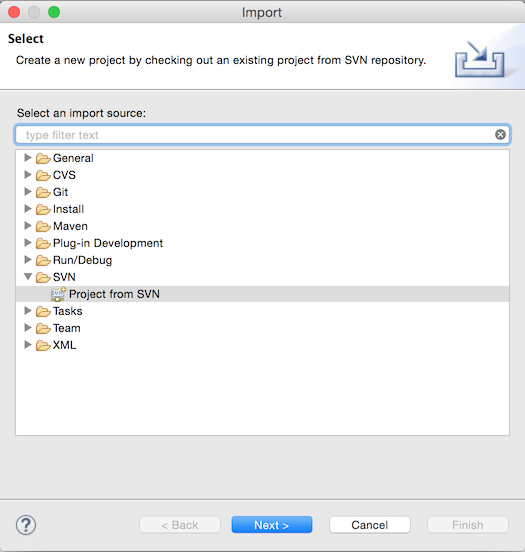 Import
Select
Create a new project by checking out an existing project from SVN repository.
Select an import source:
type filter text
General
CVS
Git
Install
Maven
Plug-in Development
Run/Debug
SVN
Project from SVN
Tasks
Team
XML
? < Back Next > Cancel Finish